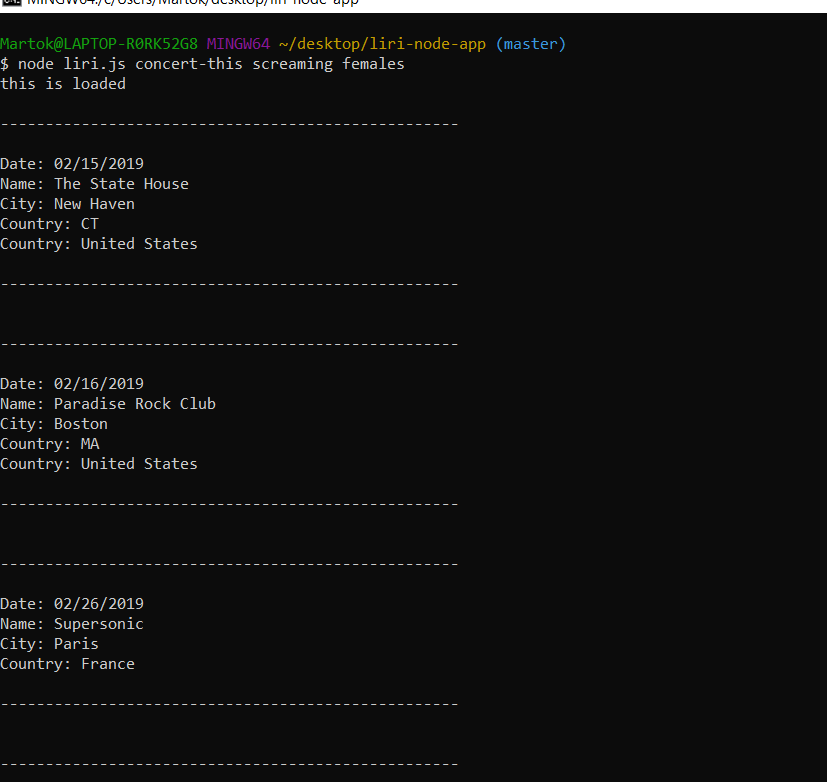 MINGW64:/c/Users/Martok/desktop/liri-node-app
Martok@LAPTOP-R0RK52G8 MINGW64 ~/desktop/liri-node-app (master)
$ node liri.js concert-this screaming females
this is loaded
---------------------------------------------------
Date: 02/15/2019
Name: The State House
City: New Haven
Country: CT
Country: United States
---------------------------------------------------
---------------------------------------------------
Date: 02/16/2019
Name: Paradise Rock Club
City: Boston
Country: MA
Country: United States
---------------------------------------------------
---------------------------------------------------
Date: 02/26/2019
Name: Supersonic
City: Paris
Country: France
---------------------------------------------------
---------------------------------------------------